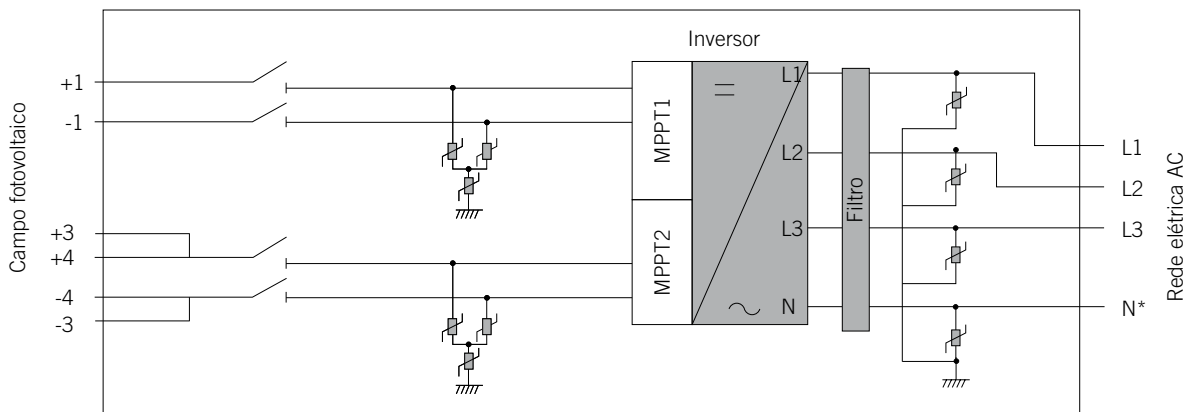 Inversor
Campo fotovoltaico
+1
-1
+3
+4
-4
-3
MPPT1
MPPT2
L1
L2
L3
N
Filtro
L1
L2
L3
N*
Rede elétrica AC